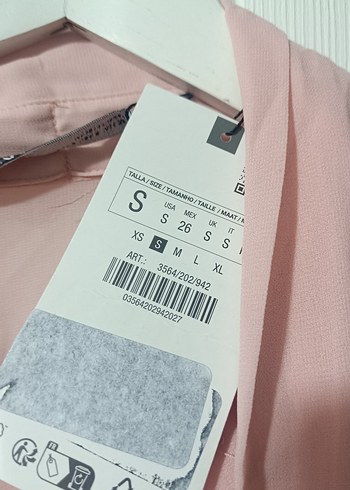 TALLA / SIZE / TAMANHO / TAILLE / MAAT /
USA MEX UK IT
S S 26 S S
XS S M L XL
ART.: 3564/202/942
03564202942027